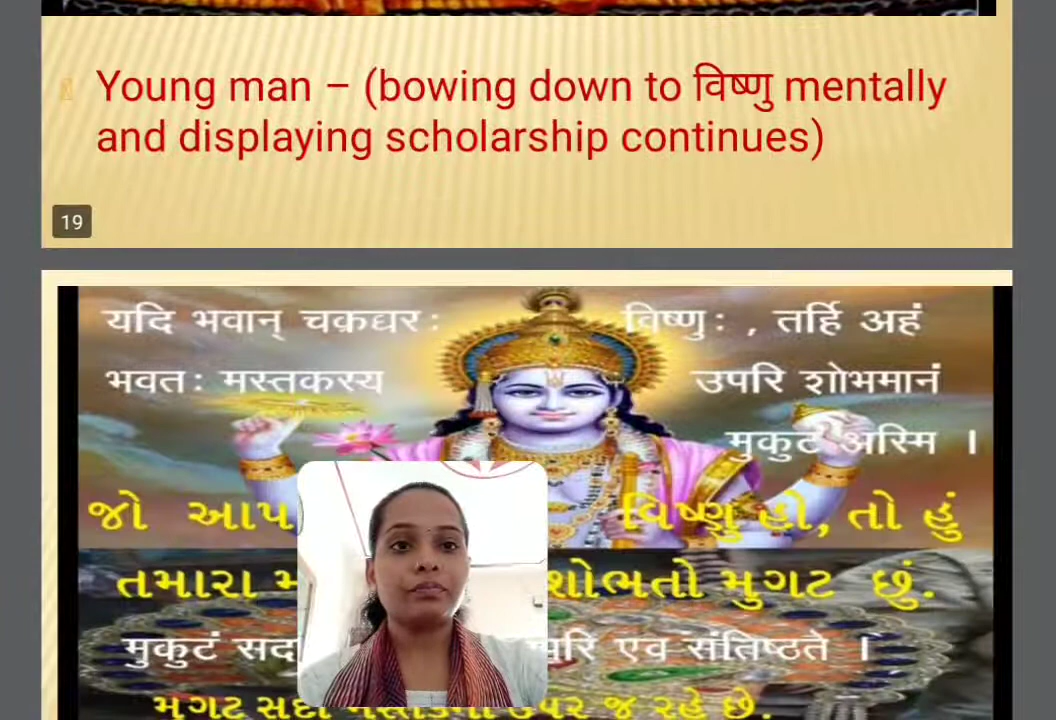 Young man – (bowing down to विष्णु mentally
and displaying scholarship continues)
19
यदि भवान् चक्रधरः विष्णुः , तर्हि अहं
भवतः मस्तकस्य उपरि शोभमानं
मुकुटं अस्मि ।
જો આપ વિષ્ણુ હો, તો હું
તમારા શોભતો મુગટ છું.
मुकुटं एव संतिष्ठते ।
મુગટ સદા ઉપર જ રહે છે.